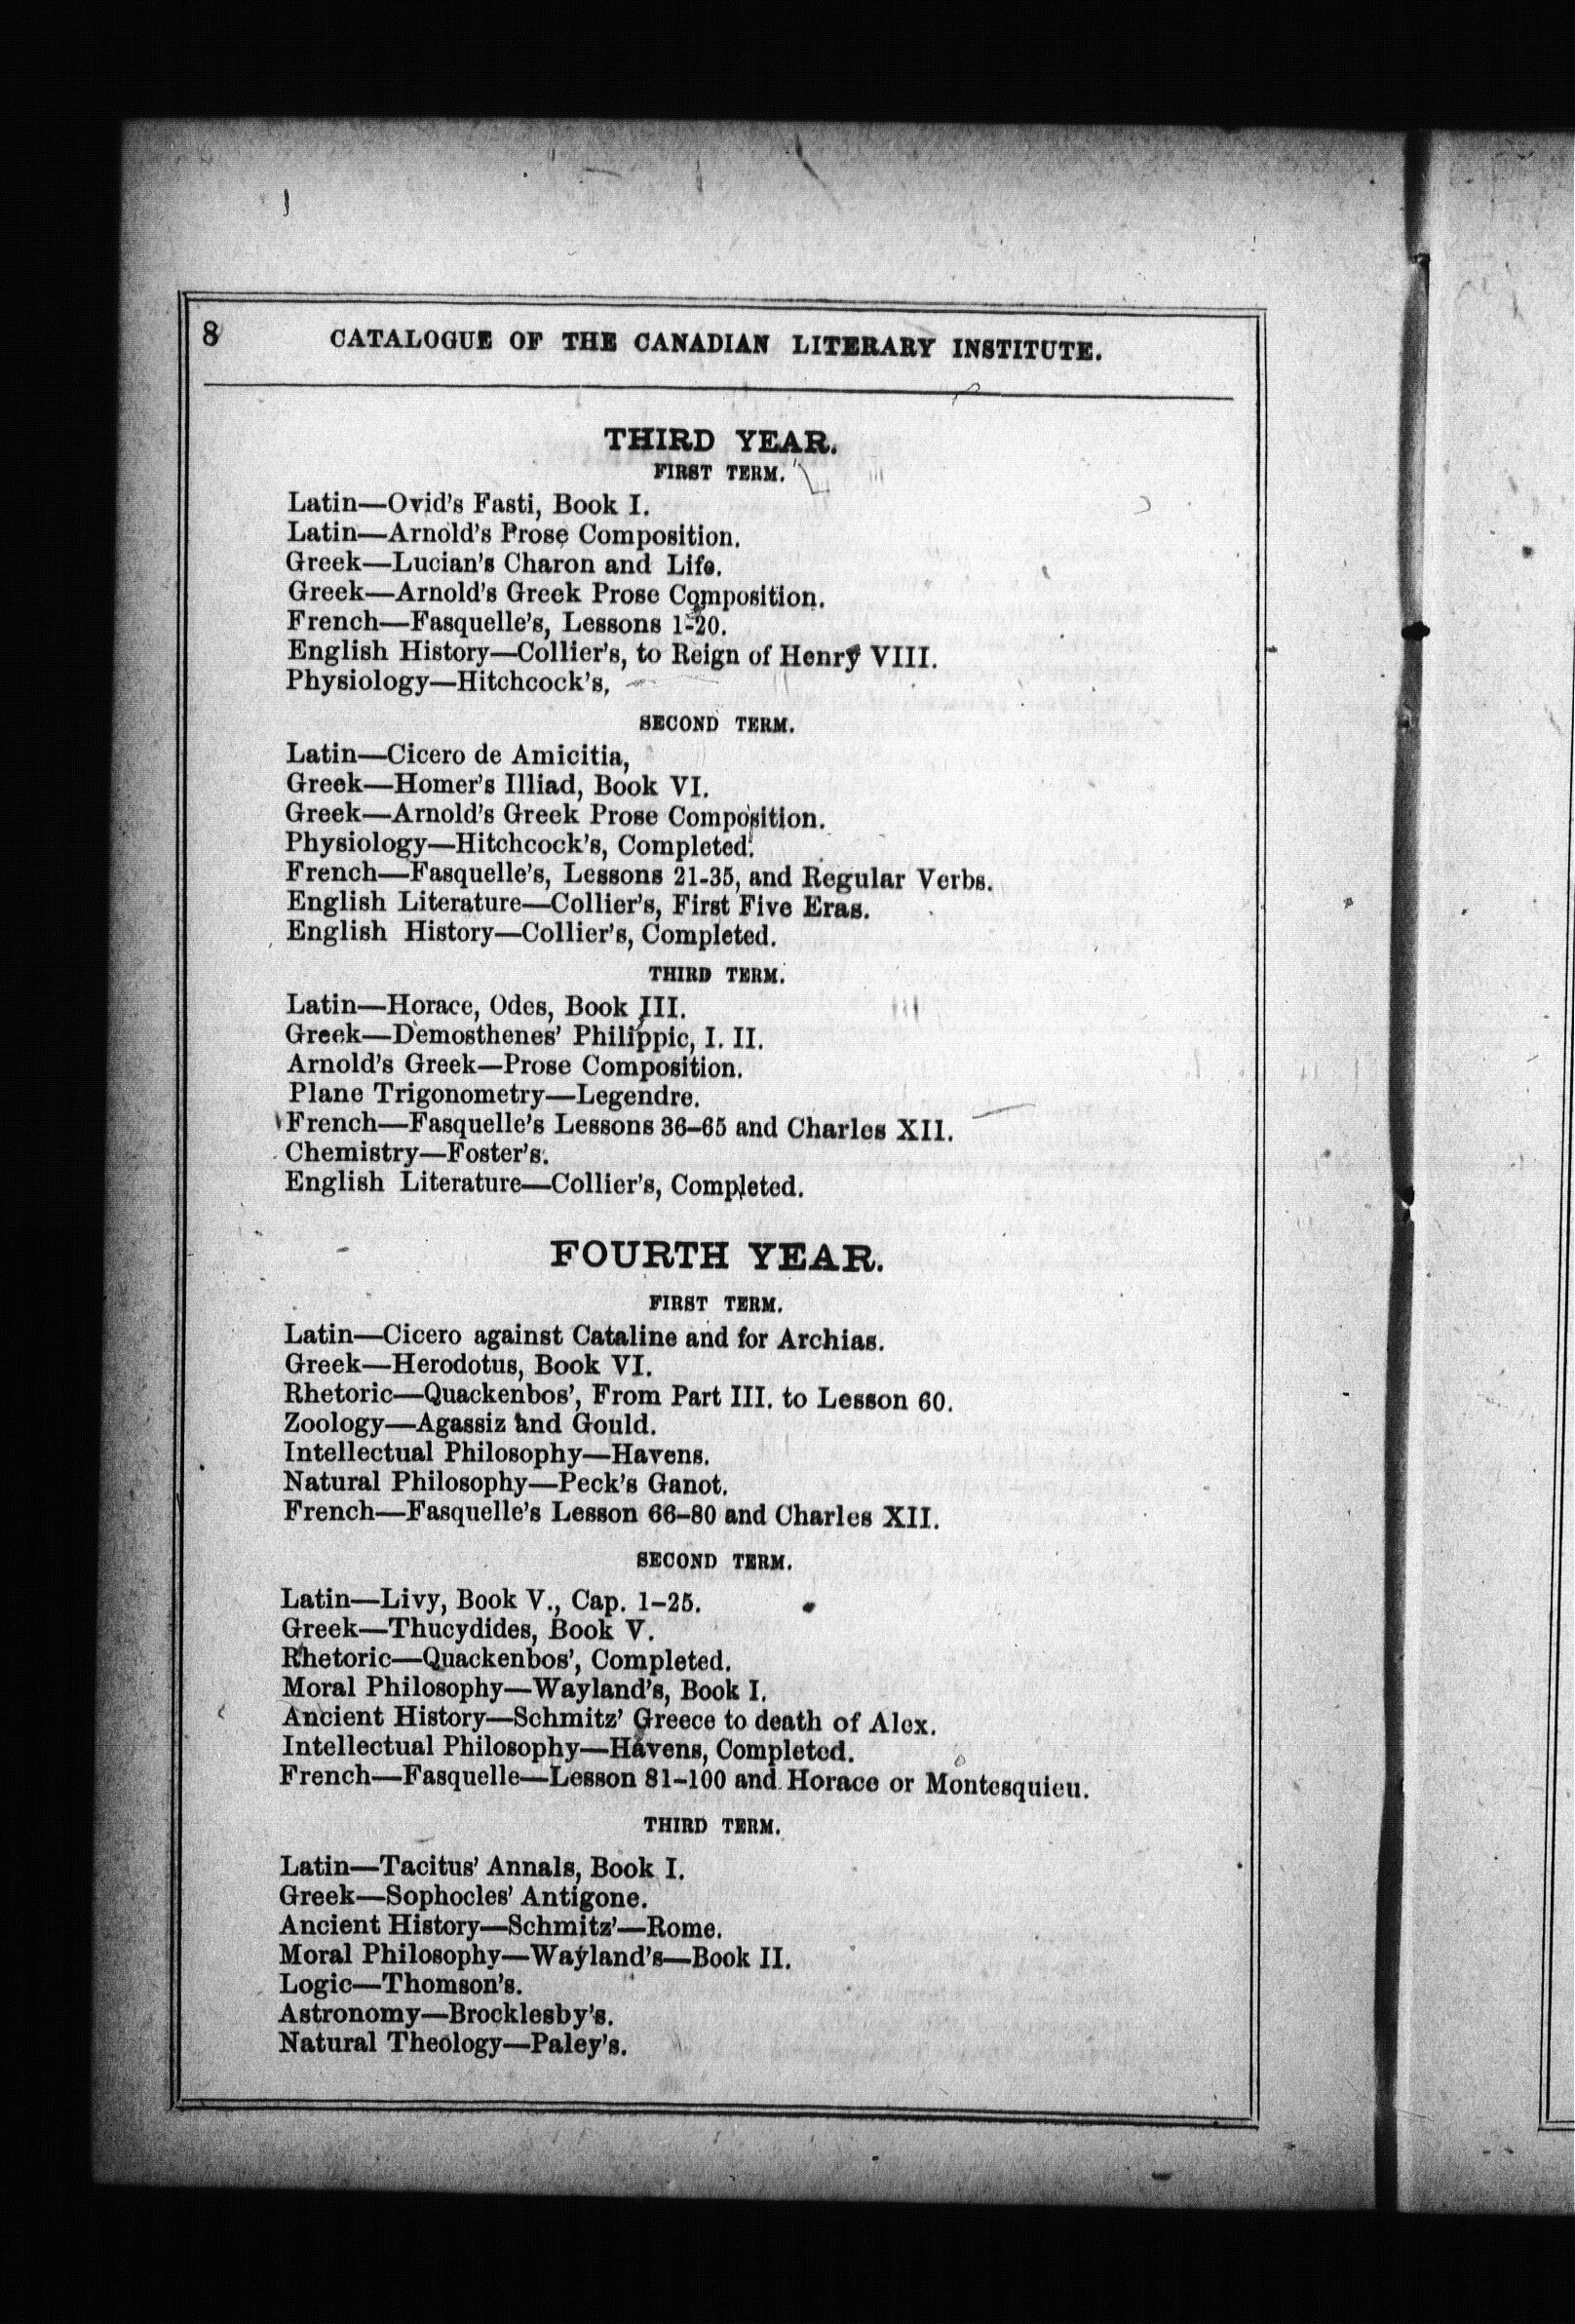 8 CATALOGUE OF THE CANADIAN LITERARY INSTITUTE.
THIRD YEAR.
FIRST TERM.
Latin—Ovid's Fasti, Book I.
Latin—Arnold's Prose Composition.
Greek—Lucian's Charon and Life.
Greek—Arnold's Greek Prose Composition.
French—Fasquelle's, Lessons 1-20.
English History—Collier's, to Reign of Henry VIII.
Physiology—Hitchcock's,
SECOND TERM.
Latin—Cicero de Amicitia,
Greek—Homer's Illiad, Book VI.
Greek—Arnold's Greek Prose Composition.
Physiology—Hitchcock's, Completed.
French—Fasquelle's, Lessons 21-35, and Regular Verbs.
English Literature—Collier's, First Five Eras.
English History—Collier's, Completed.
THIRD TERM.
Latin—Horace, Odes, Book III.
Greek—Demosthenes' Philippic, I. II.
Arnold's Greek—Prose Composition.
Plane Trigonometry—Legendre.
French—Fasquelle's Lessons 36–65 and Charles XII.
Chemistry—Foster's.
English Literature—Collier's, Completed.
FOURTH YEAR.
FIRST TERM.
Latin—Cicero against Cataline and for Archias.
Greek—Herodotus, Book VI.
Rhetoric—Quackenbos', From Part III. to Lesson 60.
Zoology—Agassiz and Gould.
Intellectual Philosophy—Havens.
Natural Philosophy—Peck's Ganot.
French—Fasquelle's Lesson 66–80 and Charles XII.
SECOND TERM.
Latin—Livy, Book V., Cap. 1–25.
Greek—Thucydides, Book V.
Rhetoric—Quackenbos', Completed.
Moral Philosophy—Wayland's, Book I.
Ancient History—Schmitz' Greece to death of Alex.
Intellectual Philosophy—Havens, Completed.
French—Fasquelle—Lesson 81–100 and Horace or Montesquieu.
THIRD TERM.
Latin—Tacitus' Annals, Book I.
Greek—Sophocles' Antigone.
Ancient History—Schmitz'—Rome.
Moral Philosophy—Wayland's—Book II.
Logic—Thomson's.
Astronomy—Brocklesby's.
Natural Theology—Paley's.